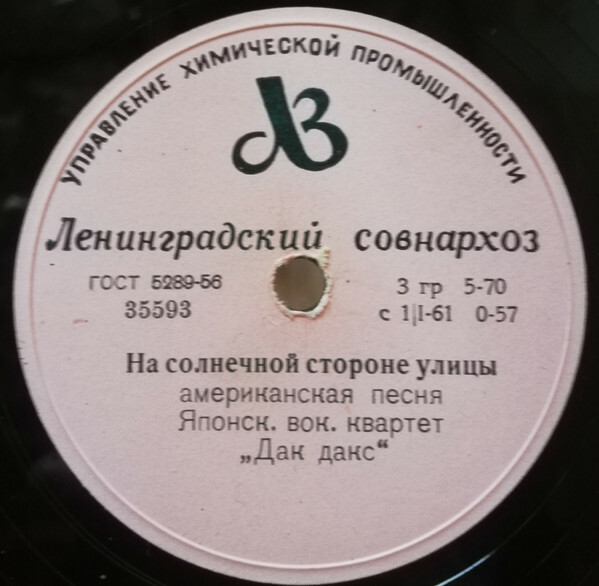 УПРАВЛЕНИЕ ХИМИЧЕСКОЙ ПРОМЫШЛЕННОСТИ
ЛЗ
Ленинградский совнархоз
ГОСТ 5289-56 3 гр 5-70
35593 с 1|I-61 0-57
На солнечной стороне улицы
американская песня
Японск. вок. квартет
„Дак дакс“